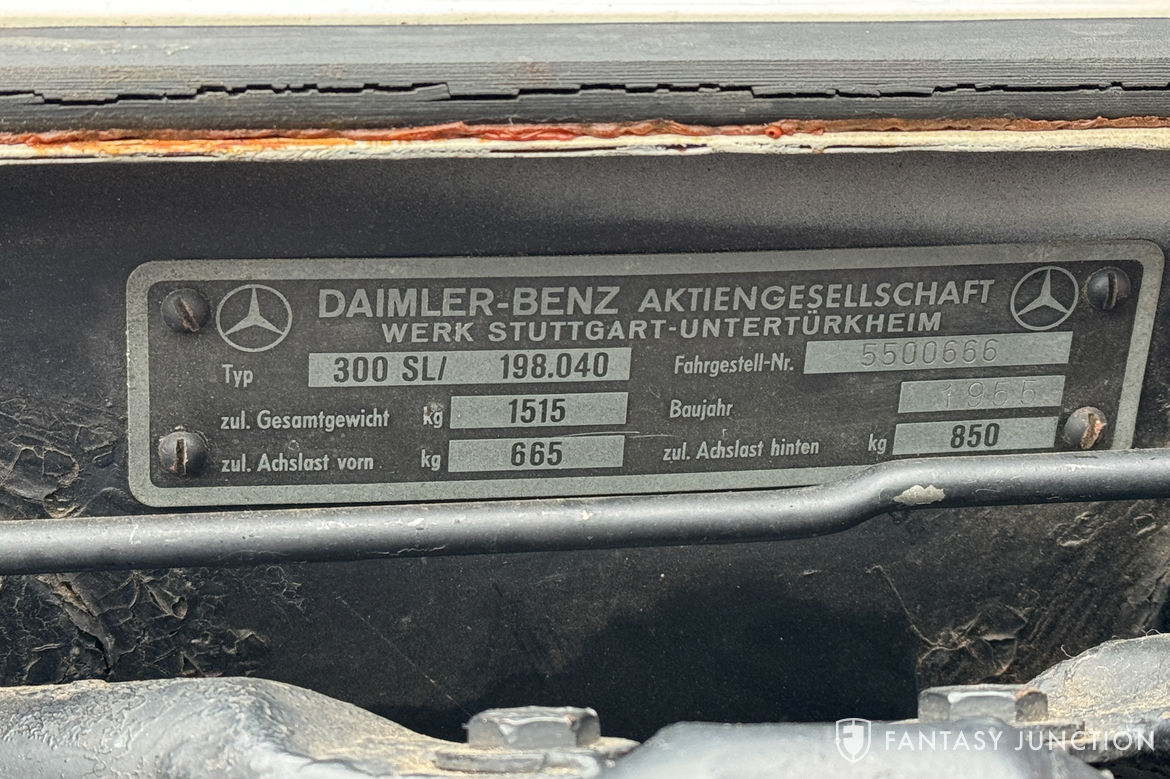 DAIMLER-BENZ AKTIENGESELLSCHAFT
WERK STUTTGART-UNTERTÜRKHEIM
Typ 300 SL/ 198.040 Fahrgestell-Nr. 5500666
zul. Gesamtgewicht kg 1515 Baujahr 1955
zul. Achslast vorn kg 665 zul. Achslast hinten kg 850
FANTASY JUNCTION